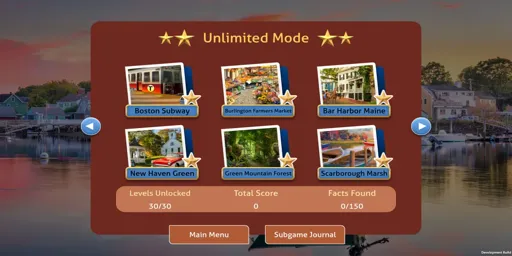 Unlimited Mode
T
Boston Subway
Burlington Farmers Market
Bar Harbor Maine
New Haven Green
Green Mountain Forest
Scarborough Marsh
Levels Unlocked
Total Score
Facts Found
30/30
0
0/150
Main Menu
Subgame Journal
Development Build